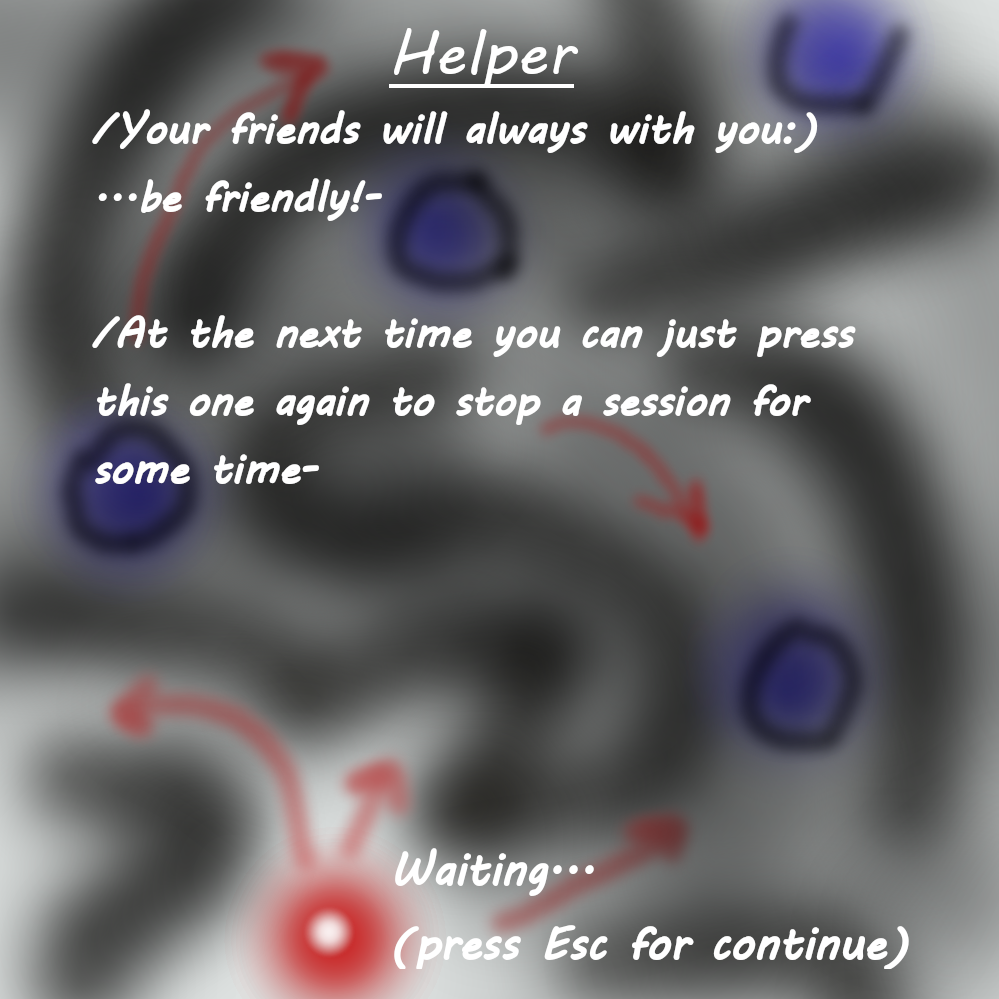 Helper
/Your friends will always with you:)
...be friendly!-
/At the next time you can just press
this one again to stop a session for
some time-
Waiting...
(press Esc for continue)